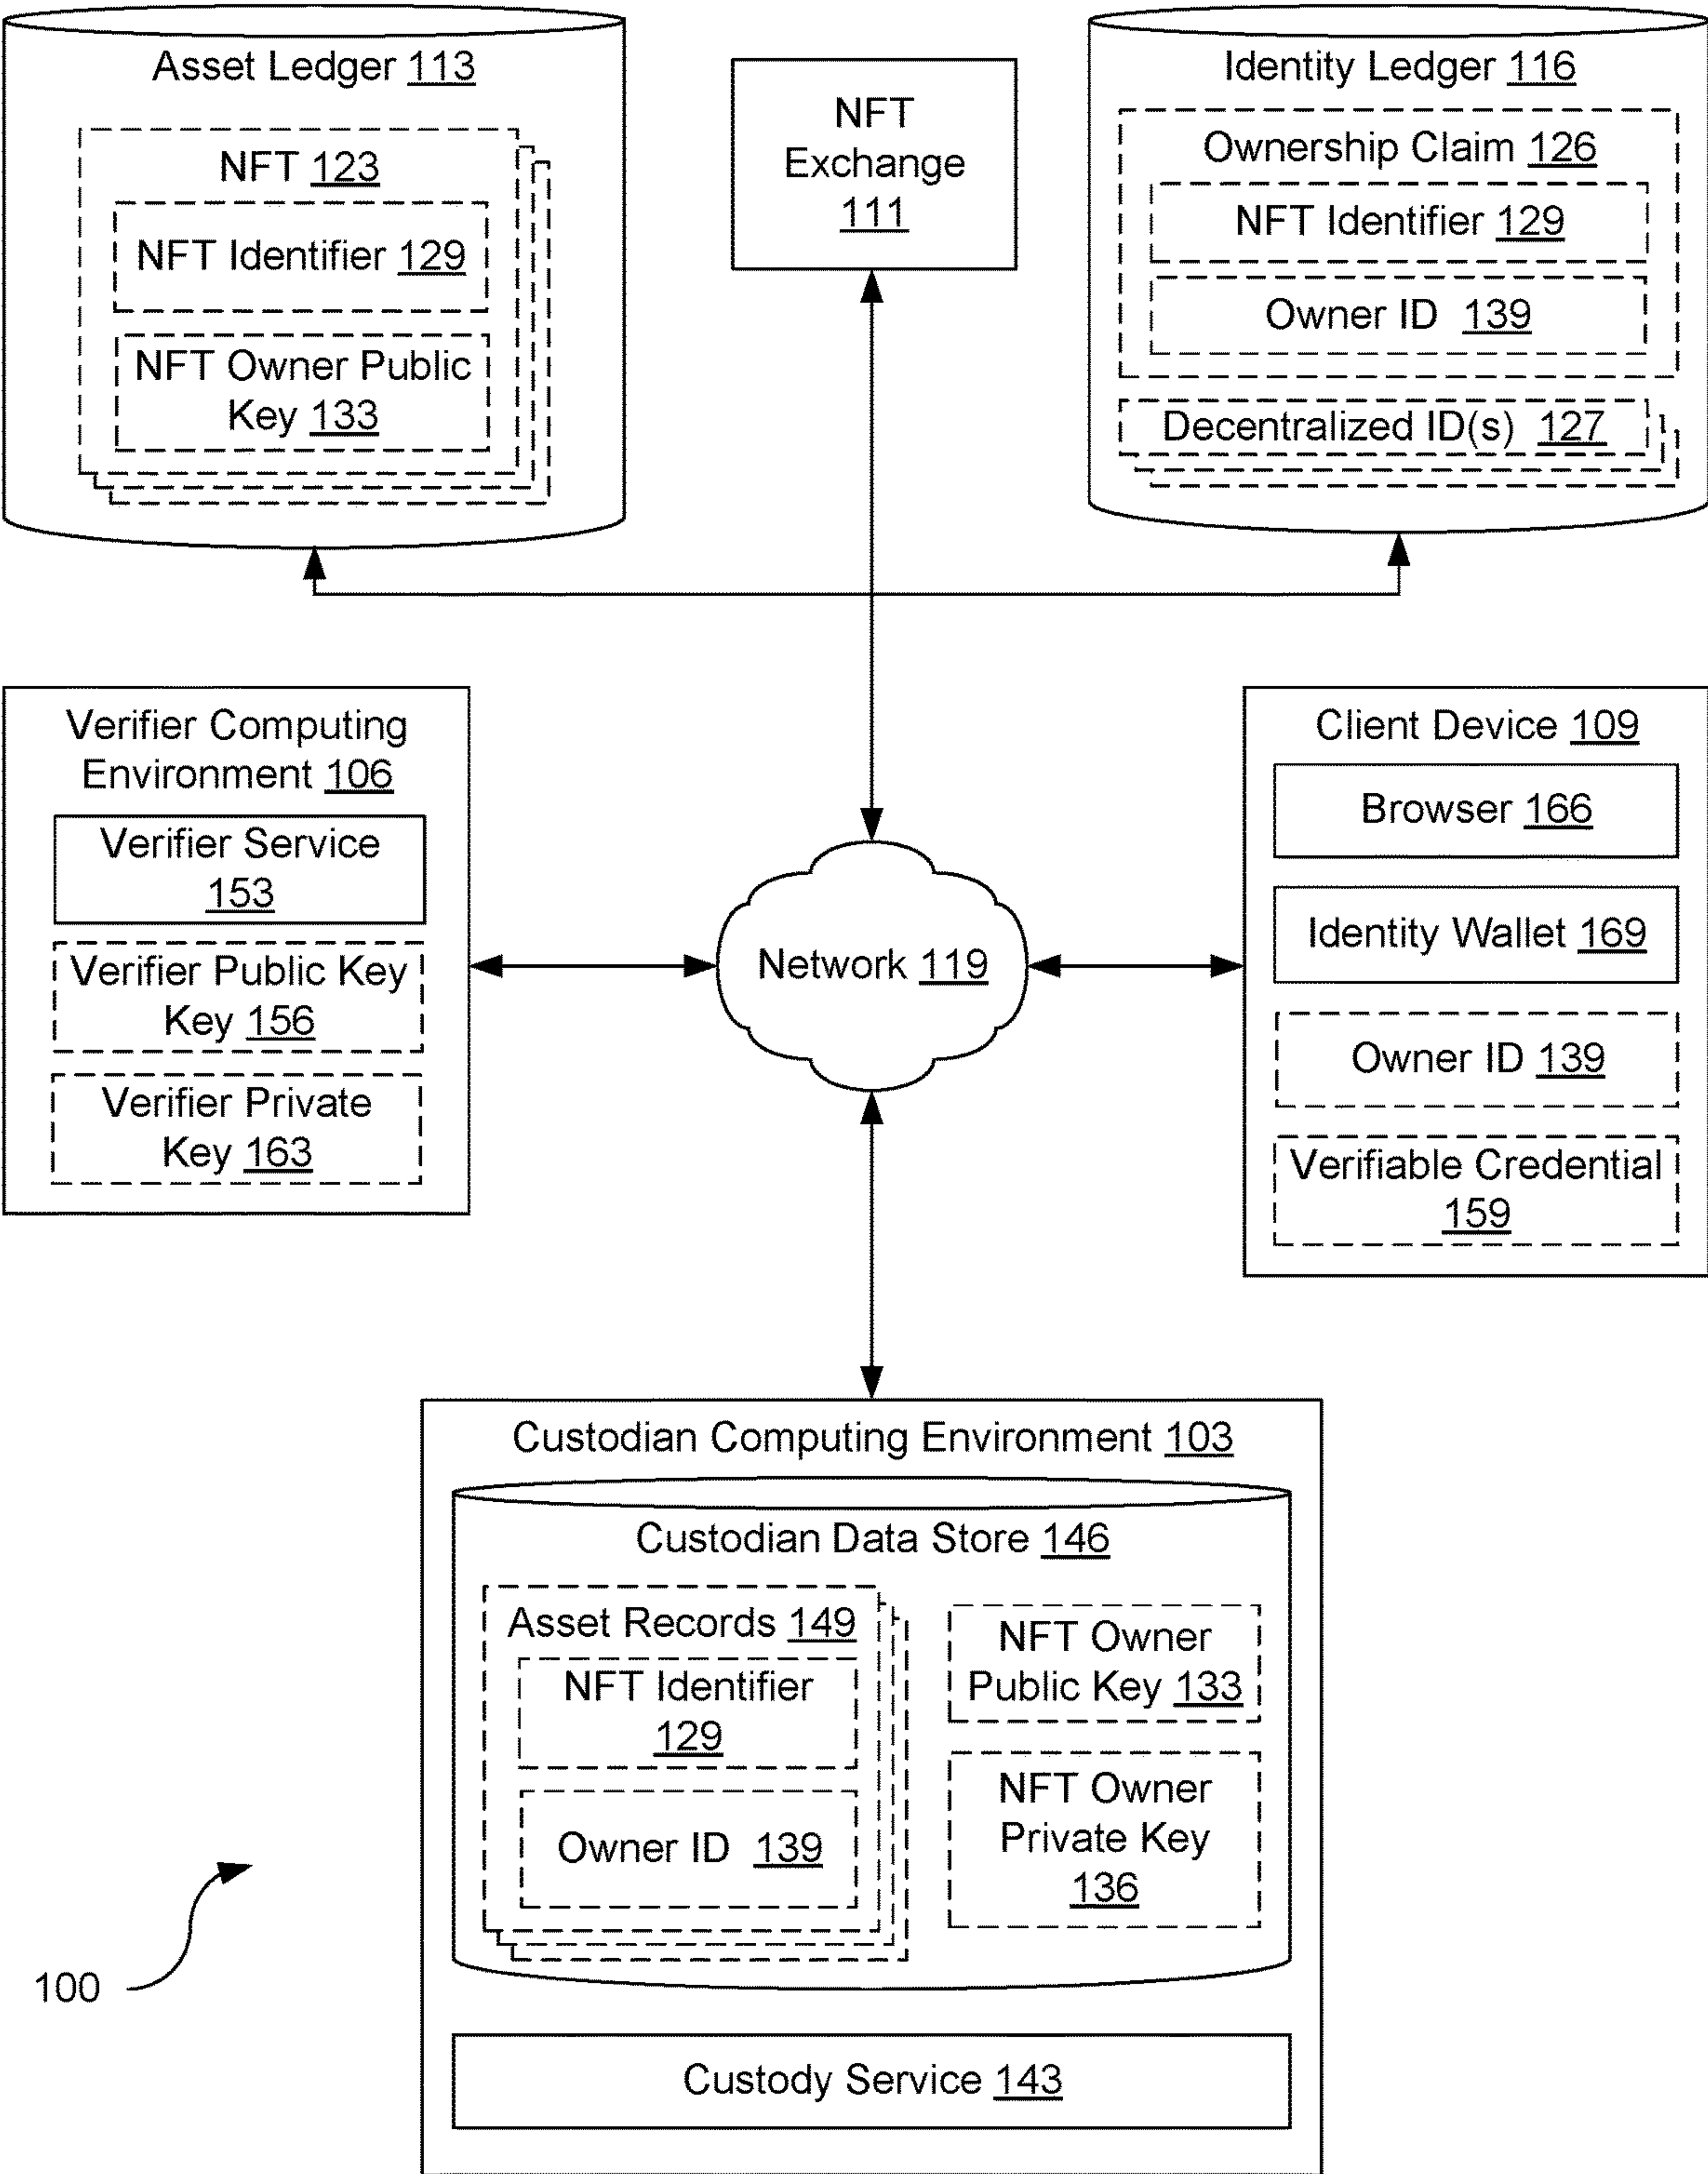 Asset Ledger 113
NFT 123
NFT Identifier 129
NFT Owner Public
Key 133
NFT
Exchange
111
Identity Ledger 116
Ownership Claim 126
NFT Identifier 129
Owner ID 139
Decentralized ID(s) 127
Verifier Computing
Environment 106
Verifier Service
153
Verifier Public Key
Key 156
Verifier Private
Key 163
Network 119
Client Device 109
Browser 166
Identity Wallet 169
Owner ID 139
Verifiable Credential
159
Custodian Computing Environment 103
Custodian Data Store 146
Asset Records 149
NFT Identifier
129
Owner ID 139
NFT Owner
Public Key 133
NFT Owner
Private Key
136
Custody Service 143
100